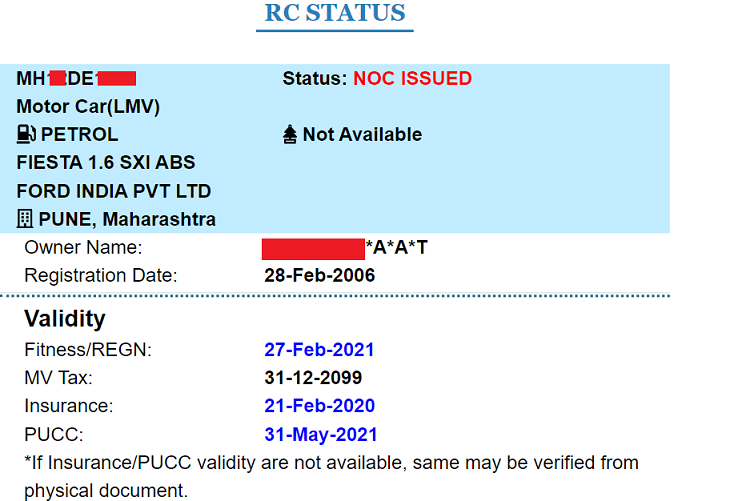 RC STATUS
MH DE Status: NOC ISSUED
Motor Car(LMV)
PETROL Not Available
FIESTA 1.6 SXI ABS
FORD INDIA PVT LTD
PUNE, Maharashtra
Owner Name: *A*A*T
Registration Date: 28-Feb-2006
Validity
Fitness/REGN: 27-Feb-2021
MV Tax: 31-12-2099
Insurance: 21-Feb-2020
PUCC: 31-May-2021
*If Insurance/PUCC validity are not available, same may be verified from
physical document.